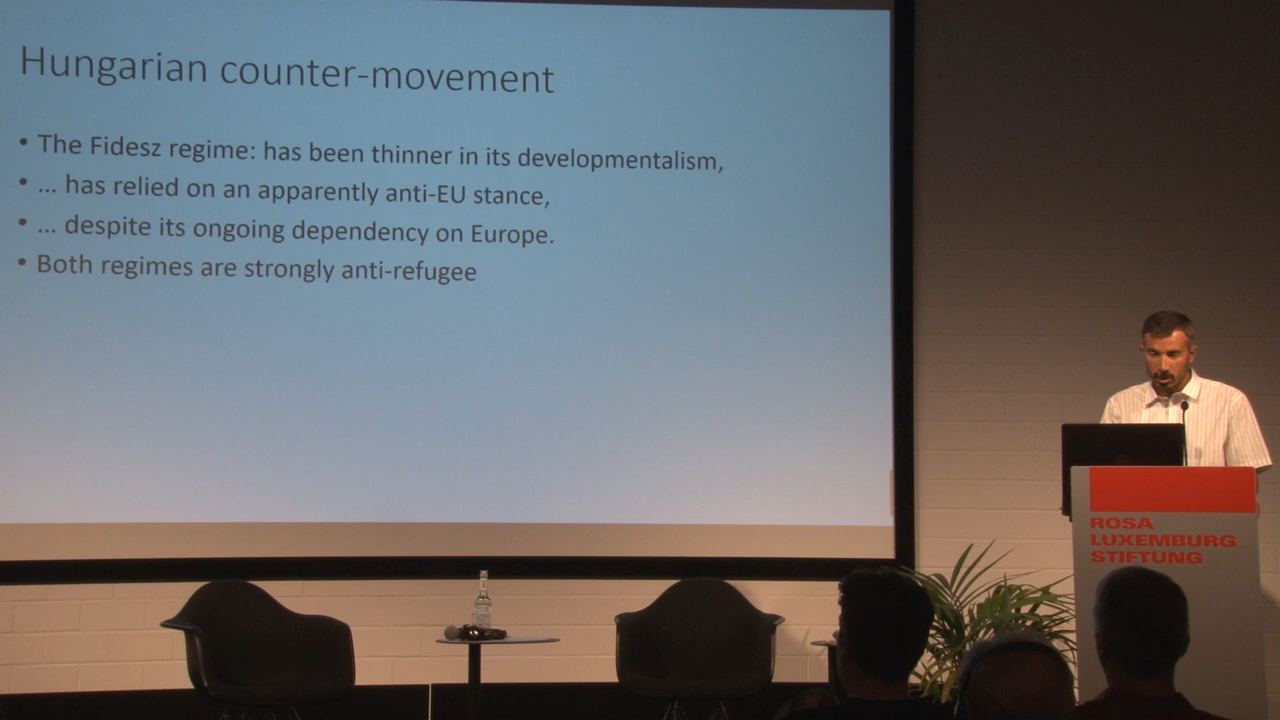 Hungarian counter-movement
• The Fidesz regime: has been thinner in its developmentalism,
• ... has relied on an apparently anti-EU stance,
• ... despite its ongoing dependency on Europe.
• Both regimes are strongly anti-refugee
ROSA
LUXEMBURG
STIFTUNG